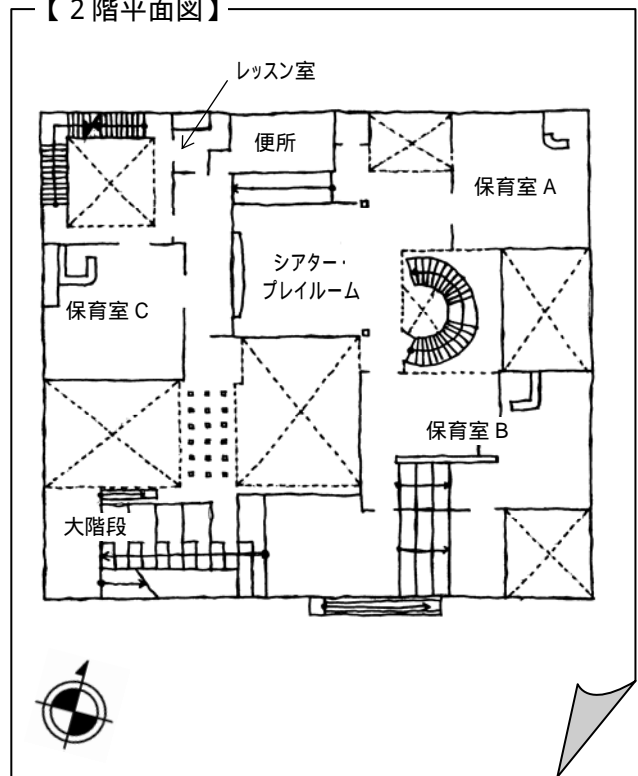 【２階平面図】
レッスン室
便所
保育室 A
シアター・
プレイルーム
保育室 C
保育室 B
大階段